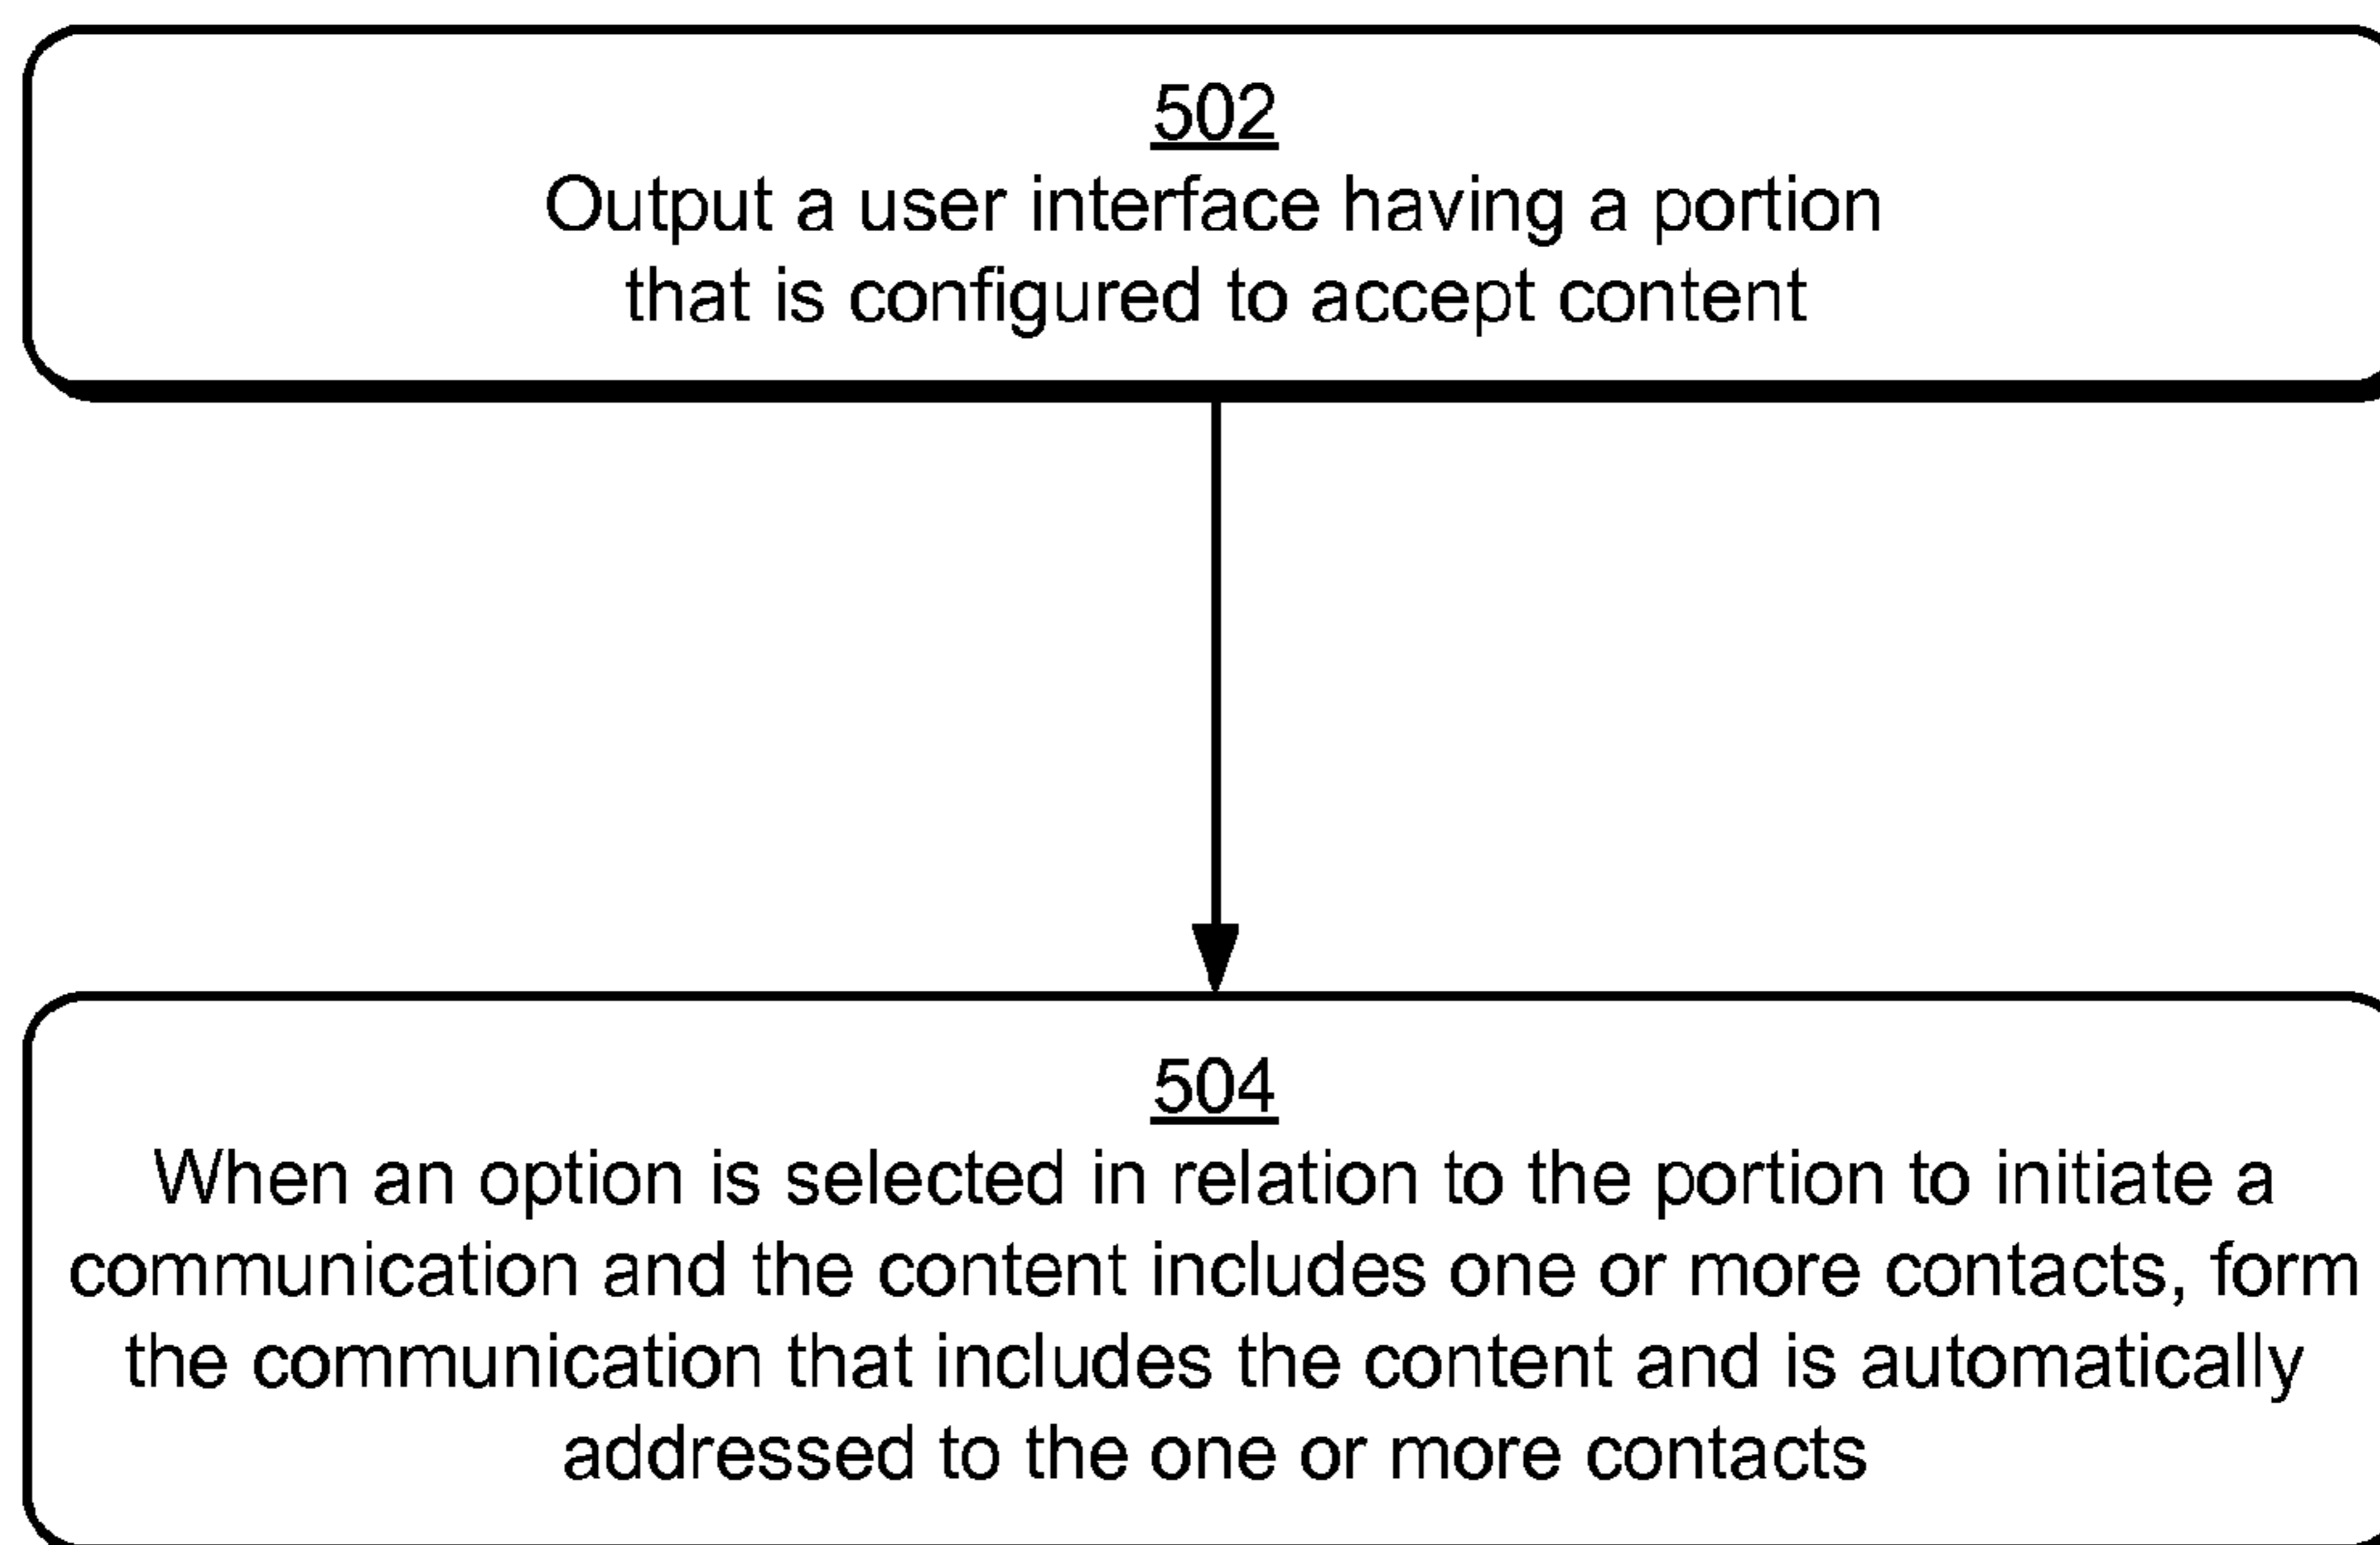 502
Output a user interface having a portion
that is configured to accept content
504
When an option is selected in relation to the portion to initiate a
communication and the content includes one or more contacts, form
the communication that includes the content and is automatically
addressed to the one or more contacts